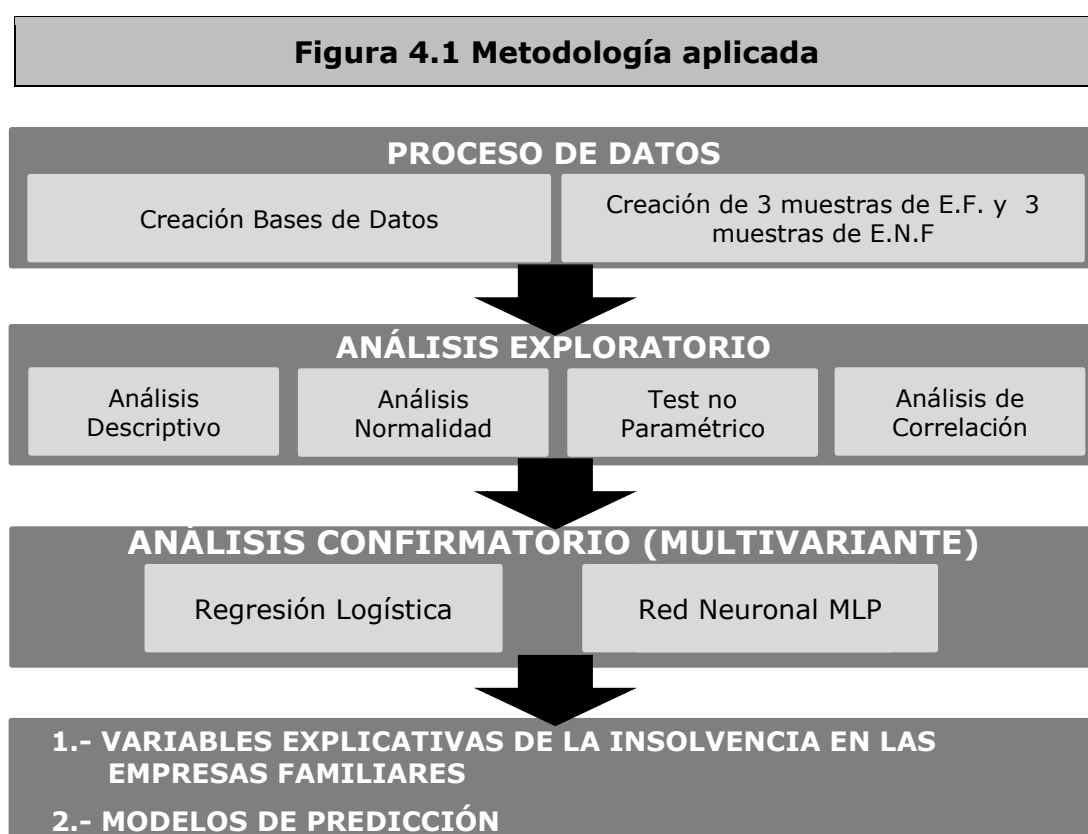 Figura 4.1 Metodología aplicada
PROCESO DE DATOS
Creación Bases de Datos
Creación de 3 muestras de E.F. y 3
muestras de E.N.F
ANÁLISIS EXPLORATORIO
Análisis
Descriptivo
Análisis
Normalidad
Test no
Paramétrico
Análisis de
Correlación
ANÁLISIS CONFIRMATORIO (MULTIVARIANTE)
Regresión Logística
Red Neuronal MLP
1.- VARIABLES EXPLICATIVAS DE LA INSOLVENCIA EN LAS
EMPRESAS FAMILIARES
2.- MODELOS DE PREDICCIÓN